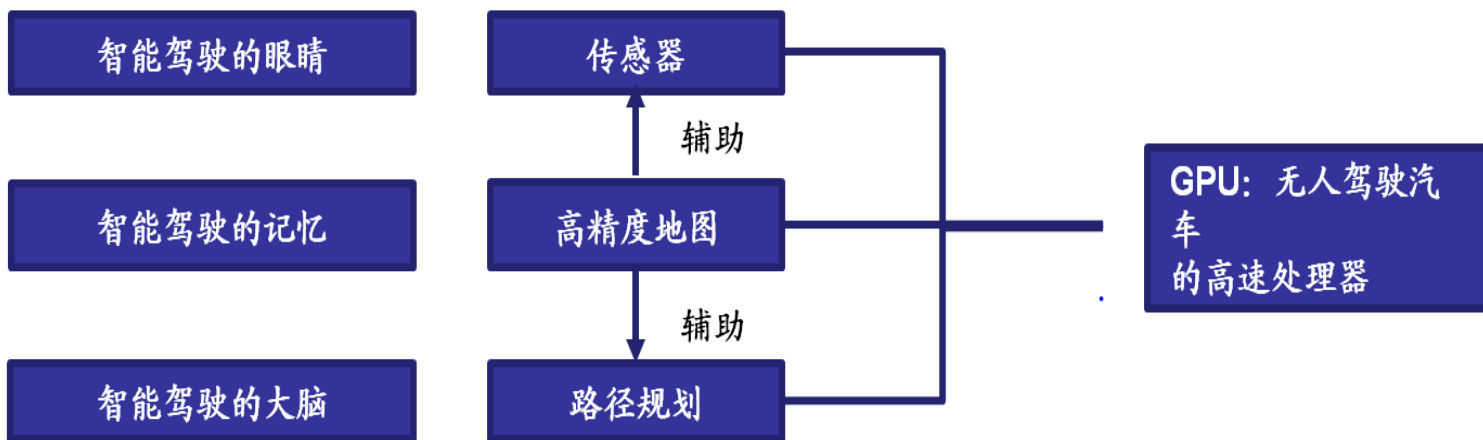 智能驾驶的眼睛
传感器
辅助
智能驾驶的记忆
高精度地图
GPU：无人驾驶汽
车
的高速处理器
辅助
智能驾驶的大脑
路径规划